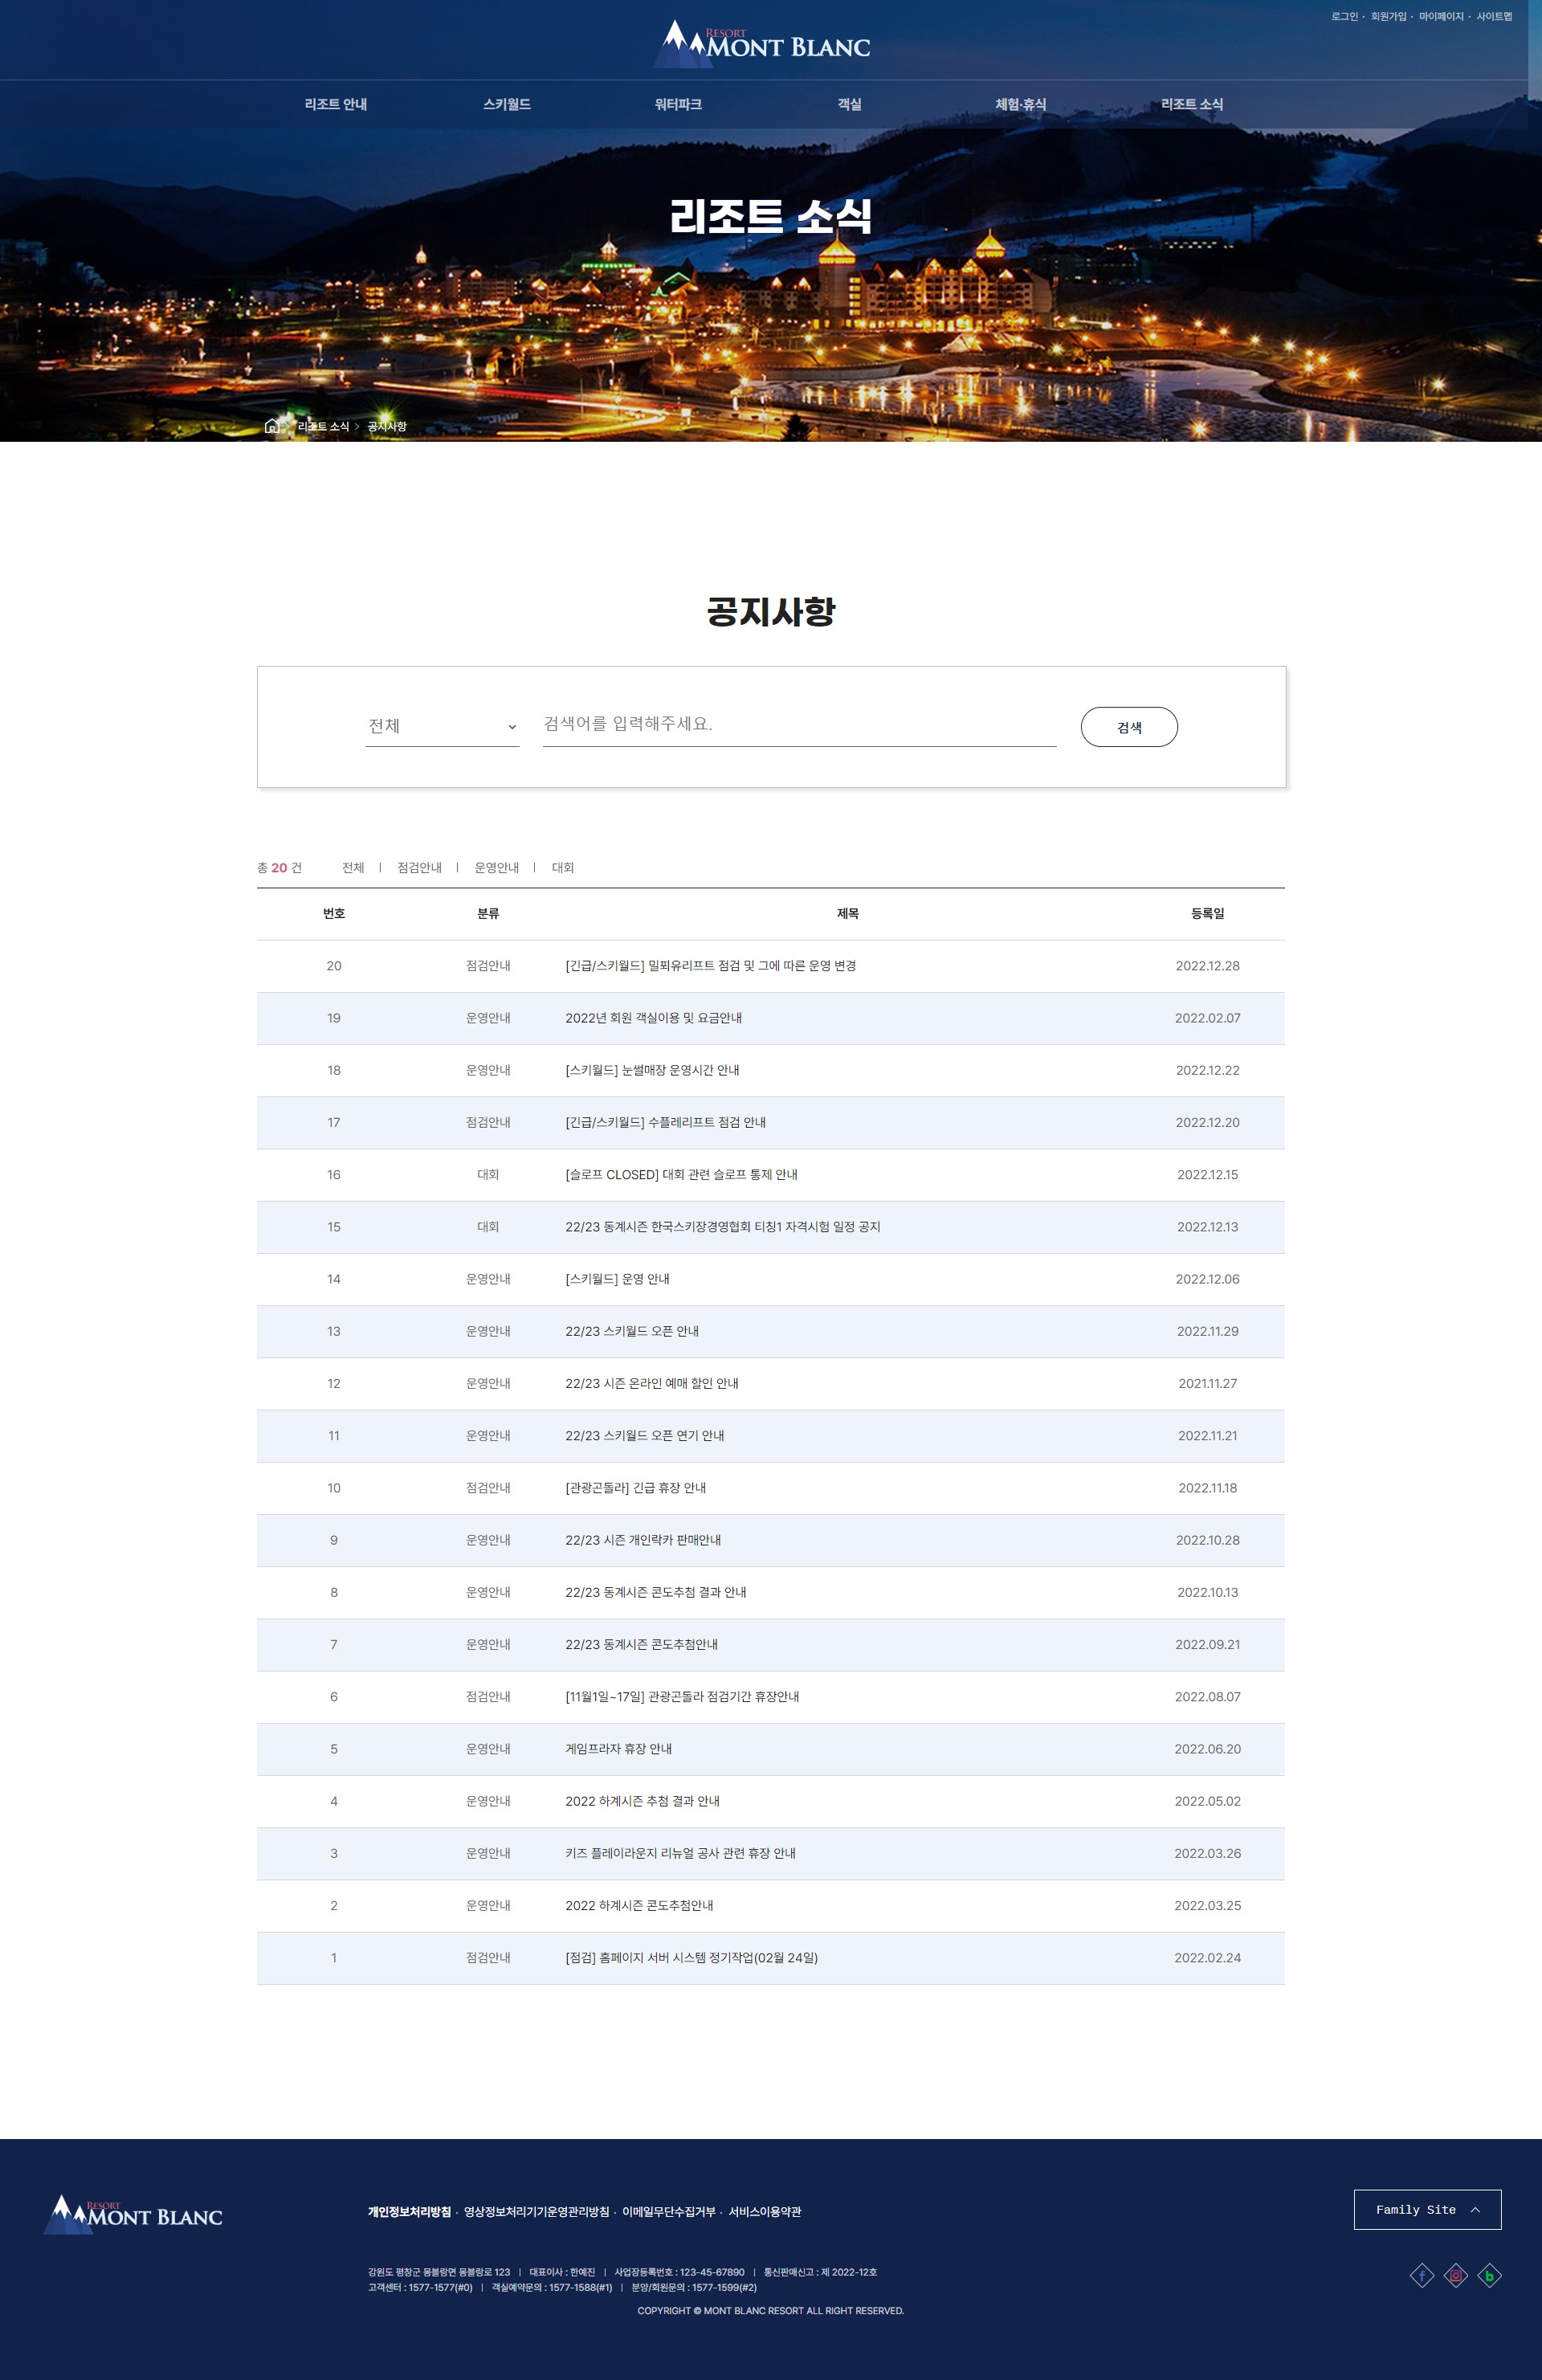 로그인 · 회원가입 · 마이페이지 · 사이트맵
RESORT
MONT BLANC
리조트 안내 스키월드 워터파크 객실 체험·휴식 리조트 소식
리조트 소식
리조트 소식 > 공지사항
공지사항
전체 검색어를 입력해주세요. 검색
총 20 건 전체 | 점검안내 | 운영안내 | 대회
번호 분류 제목 등록일
20 점검안내 [긴급/스키월드] 밀푀유리프트 점검 및 그에 따른 운영 변경 2022.12.28
19 운영안내 2022년 회원 객실이용 및 요금안내 2022.02.07
18 운영안내 [스키월드] 눈썰매장 운영시간 안내 2022.12.22
17 점검안내 [긴급/스키월드] 수플레리프트 점검 안내 2022.12.20
16 대회 [슬로프 CLOSED] 대회 관련 슬로프 통제 안내 2022.12.15
15 대회 22/23 동계시즌 한국스키장경영협회 티칭1 자격시험 일정 공지 2022.12.13
14 운영안내 [스키월드] 운영 안내 2022.12.06
13 운영안내 22/23 스키월드 오픈 안내 2022.11.29
12 운영안내 22/23 시즌 온라인 예매 할인 안내 2021.11.27
11 운영안내 22/23 스키월드 오픈 연기 안내 2022.11.21
10 점검안내 [관광곤돌라] 긴급 휴장 안내 2022.11.18
9 운영안내 22/23 시즌 개인락카 판매안내 2022.10.28
8 운영안내 22/23 동계시즌 콘도추첨 결과 안내 2022.10.13
7 운영안내 22/23 동계시즌 콘도추첨안내 2022.09.21
6 점검안내 [11월1일~17일] 관광곤돌라 점검기간 휴장안내 2022.08.07
5 운영안내 게임프라자 휴장 안내 2022.06.20
4 운영안내 2022 하계시즌 추첨 결과 안내 2022.05.02
3 운영안내 키즈 플레이라운지 리뉴얼 공사 관련 휴장 안내 2022.03.26
2 운영안내 2022 하계시즌 콘도추첨안내 2022.03.25
1 점검안내 [점검] 홈페이지 서버 시스템 정기작업(02월 24일) 2022.02.24
RESORT
MONT BLANC
개인정보처리방침 · 영상정보처리기기운영관리방침 · 이메일무단수집거부 · 서비스이용약관
Family Site
강원도 평창군 몽블랑면 몽블랑로 123 | 대표이사 : 한예진 | 사업장등록번호 : 123-45-67890 | 통신판매신고 : 제 2022-12호
고객센터 : 1577-1577(#0) | 객실예약문의 : 1577-1588(#1) | 분양/회원문의 : 1577-1599(#2)
COPYRIGHT © MONT BLANC RESORT ALL RIGHT RESERVED.